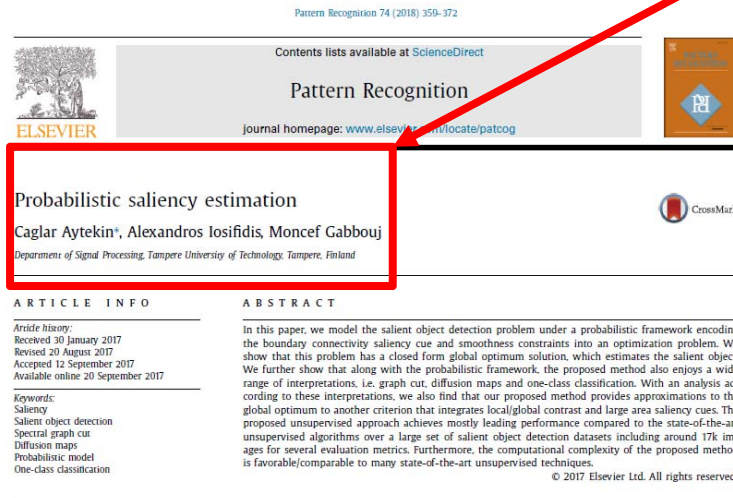 Pattern Recognition 74 (2018) 359–372
Contents lists available at ScienceDirect
Pattern Recognition
journal homepage: www.elsevier.com/locate/patcog
ELSEVIER
Probabilistic saliency estimation
CrossMar
Caglar Aytekin*, Alexandros Iosifidis, Moncef Gabbouj
Department of Signal Processing, Tampere University of Technology, Tampere, Finland
ARTICLE INFO
Article history:
Received 30 January 2017
Revised 20 August 2017
Accepted 12 September 2017
Available online 20 September 2017
Keywords:
Saliency
Salient object detection
Spectral graph cut
Diffusion maps
Probabilistic model
One-class classification
ABSTRACT
In this paper, we model the salient object detection problem under a probabilistic framework encodin
the boundary connectivity saliency cue and smoothness constraints into an optimization problem. W
show that this problem has a closed form global optimum solution, which estimates the salient objec
We further show that along with the probabilistic framework, the proposed method also enjoys a wid
range of interpretations, i.e. graph cut, diffusion maps and one-class classification. With an analysis ac
cording to these interpretations, we also find that our proposed method provides approximations to th
global optimum to another criterion that integrates local/global contrast and large area saliency cues. Th
proposed unsupervised approach achieves mostly leading performance compared to the state-of-the-ar
unsupervised algorithms over a large set of salient object detection datasets including around 17k im
ages for several evaluation metrics. Furthermore, the computational complexity of the proposed metho
is favorable/comparable to many state-of-the-art unsupervised techniques.
© 2017 Elsevier Ltd. All rights reserved